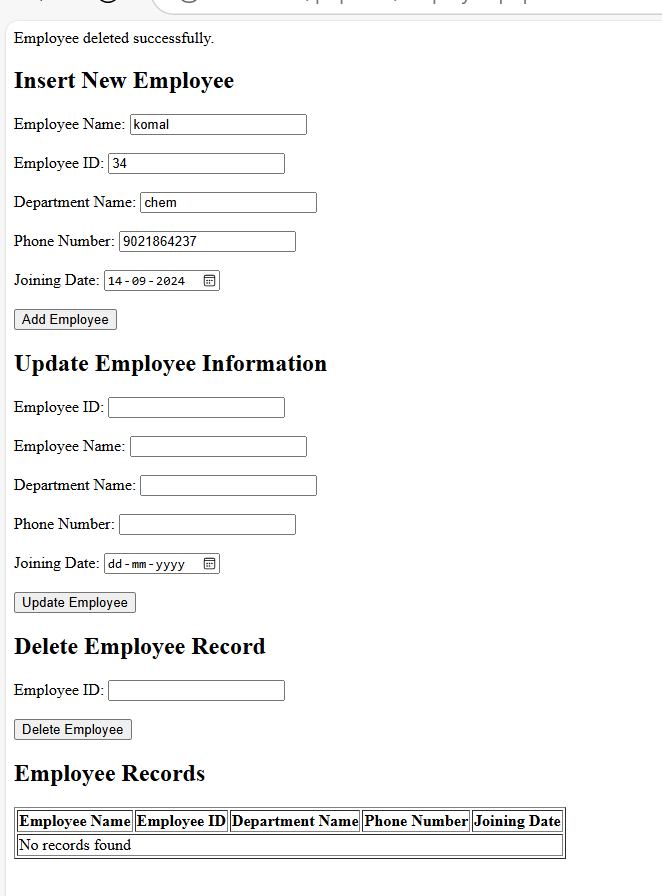 Employee deleted successfully.
Insert New Employee
Employee Name: komal
Employee ID: 34
Department Name: chem
Phone Number: 9021864237
Joining Date: 14-09-2024
Add Employee
Update Employee Information
Employee ID:
Employee Name:
Department Name:
Phone Number:
Joining Date: dd-mm-yyyy
Update Employee
Delete Employee Record
Employee ID:
Delete Employee
Employee Records
Employee Name Employee ID Department Name Phone Number Joining Date
No records found